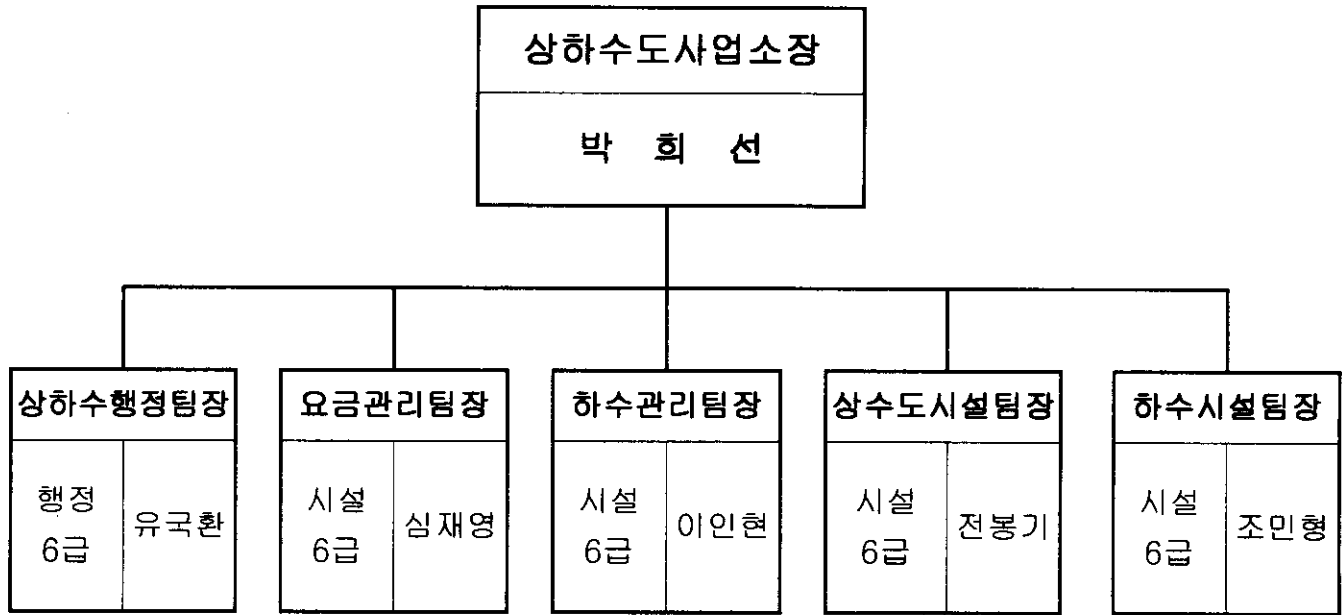 상하수도사업소장
박 희 선
상하수행정팀장
행정
6급
유국환
요금관리팀장
시설
6급
심재영
하수관리팀장
시설
6급
이인현
상수도시설팀장
시설
6급
전봉기
하수시설팀장
시설
6급
조민형